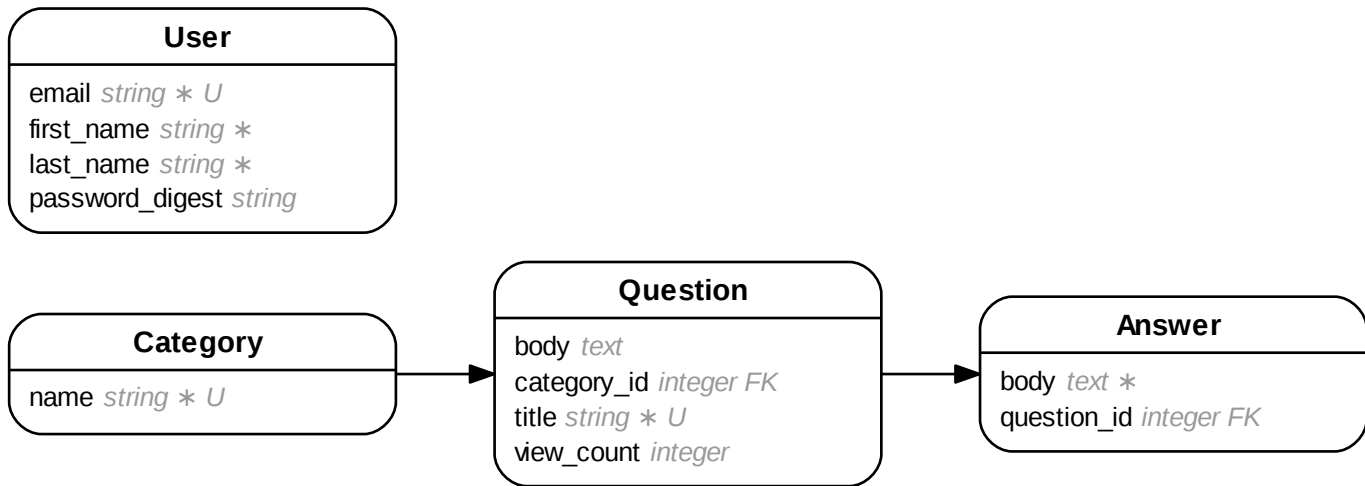 User
email string ∗ U
first_name string ∗
last_name string ∗
password_digest string
Category
name string ∗ U
Question
body text
category_id integer FK
title string ∗ U
view_count integer
Answer
body text ∗
question_id integer FK